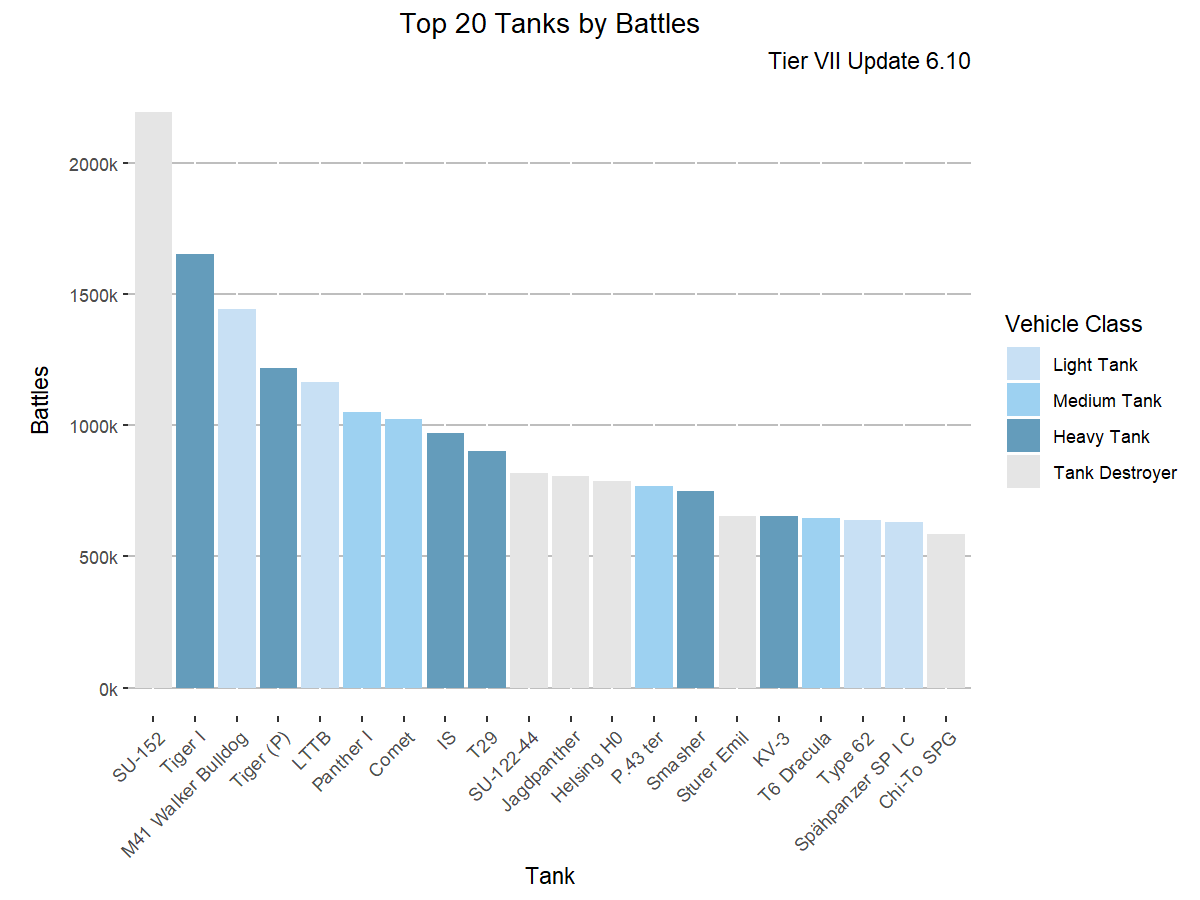 Top 20 Tanks by Battles
Tier VII Update 6.10
2000k
1500k
1000k
500k
0k
Battles
SU-152
Tiger I
M41 Walker Bulldog
Tiger (P)
LTTB
Panther I
Comet
IS
T29
SU-122-44
Jagdpanther
Helsing H0
P.43 ter
Smasher
Sturer Emil
KV-3
T6 Dracula
Type 62
Spähpanzer SP I C
Chi-To SPG
Tank
Vehicle Class
Light Tank
Medium Tank
Heavy Tank
Tank Destroyer